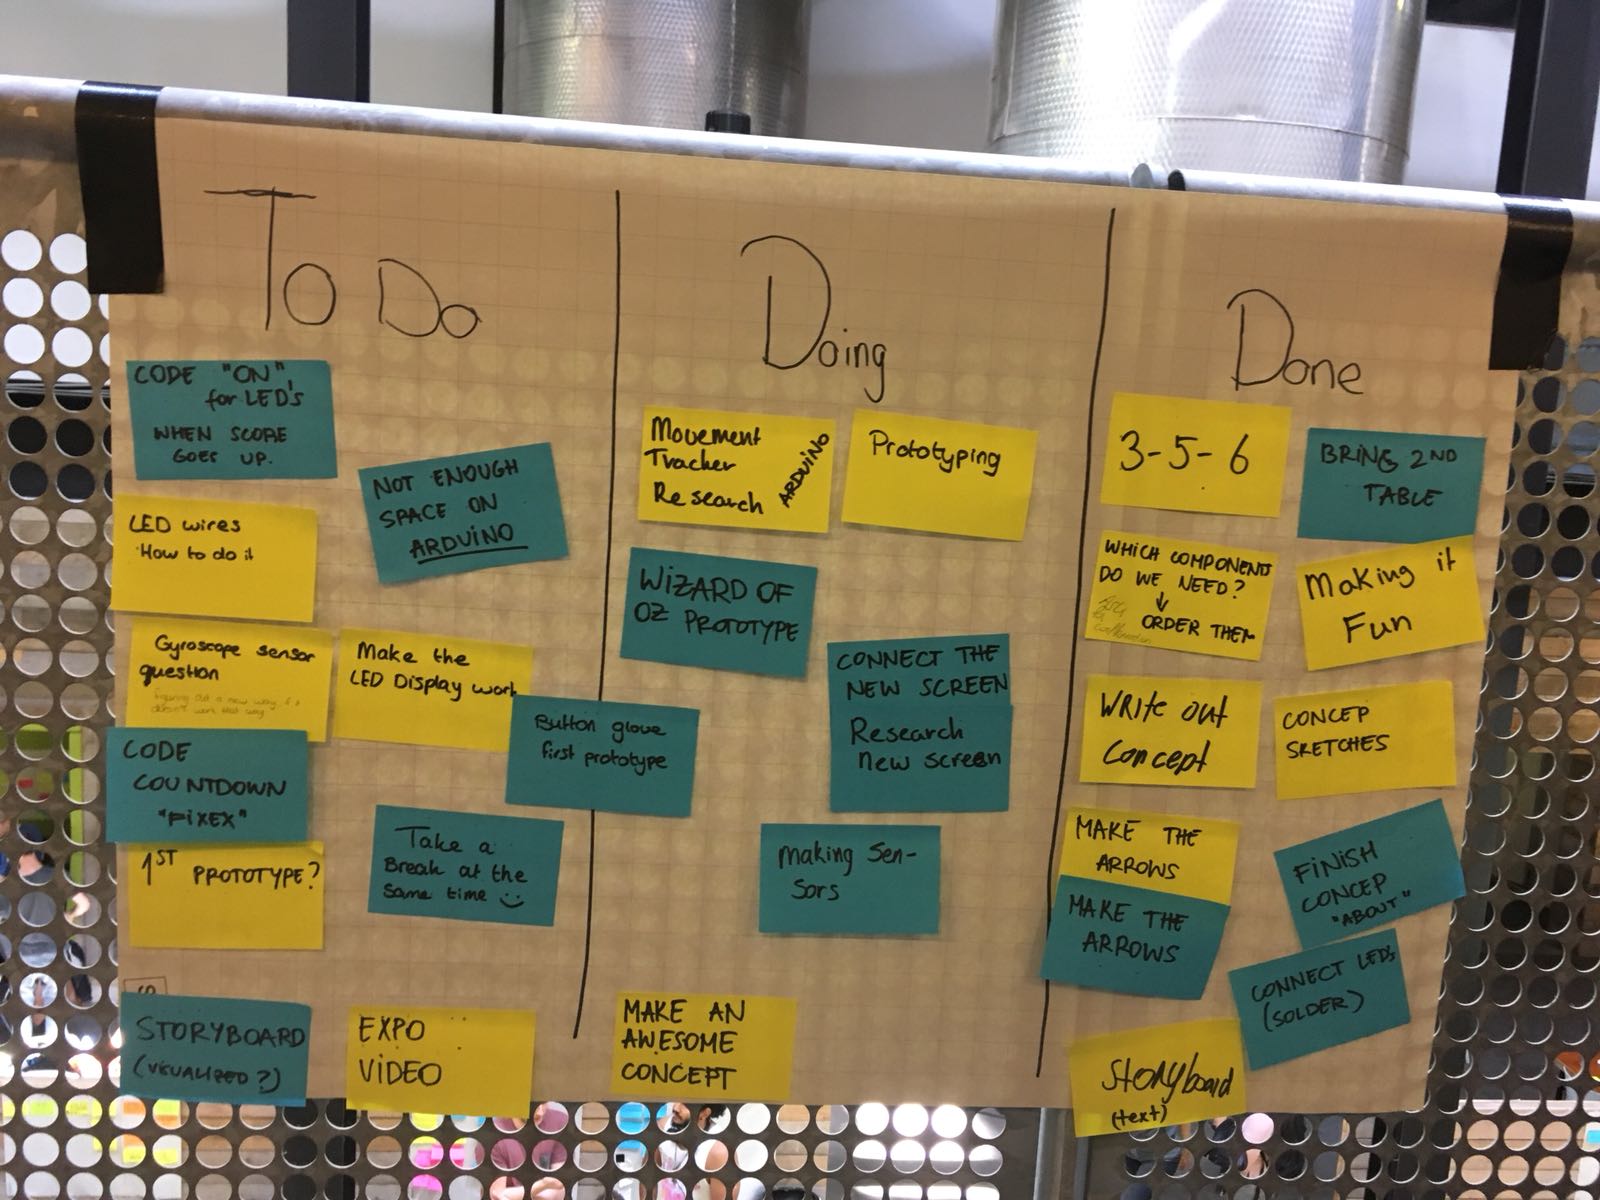 To Do
CODE "ON"
for LED's
WHEN SCORE
GOES UP.
NOT ENOUGH
SPACE ON
ARDUINO
LED wires
How to do it
Gyroscope sensor
question
Figuring out a new way if it
doesn't work that way
Make the
LED Display work
Button glove
first prototype
CODE
COUNTDOWN
"PiXEX"
Take a
Break at the
same time
1ST PROTOTYPE?
STORYBOARD
(VISUALIZED?)
EXPO
ViDEO
Doing
Movement
Tracker
Research
ARDUINO
Prototyping
WiZARD OF
OZ PROTOTYPE
CONNECT THE
NEW SCREEN
Research
new screen
making Sen-
sors
MAKE AN
AWESOME
CONCEPT
Done
3-5-6
BRING 2ND
TABLE
WHICH COMPONENTS
DO WE NEED?
↓
ORDER THEM
Making it
Fun
Write out
Concept
CONCEP
SKETCHES
MAKE THE
ARROWS
MAKE THE
ARROWS
FINISH
CONCEP
"ABOUT"
CONNECT LED's
(SOLDER)
Storyboard
(text)